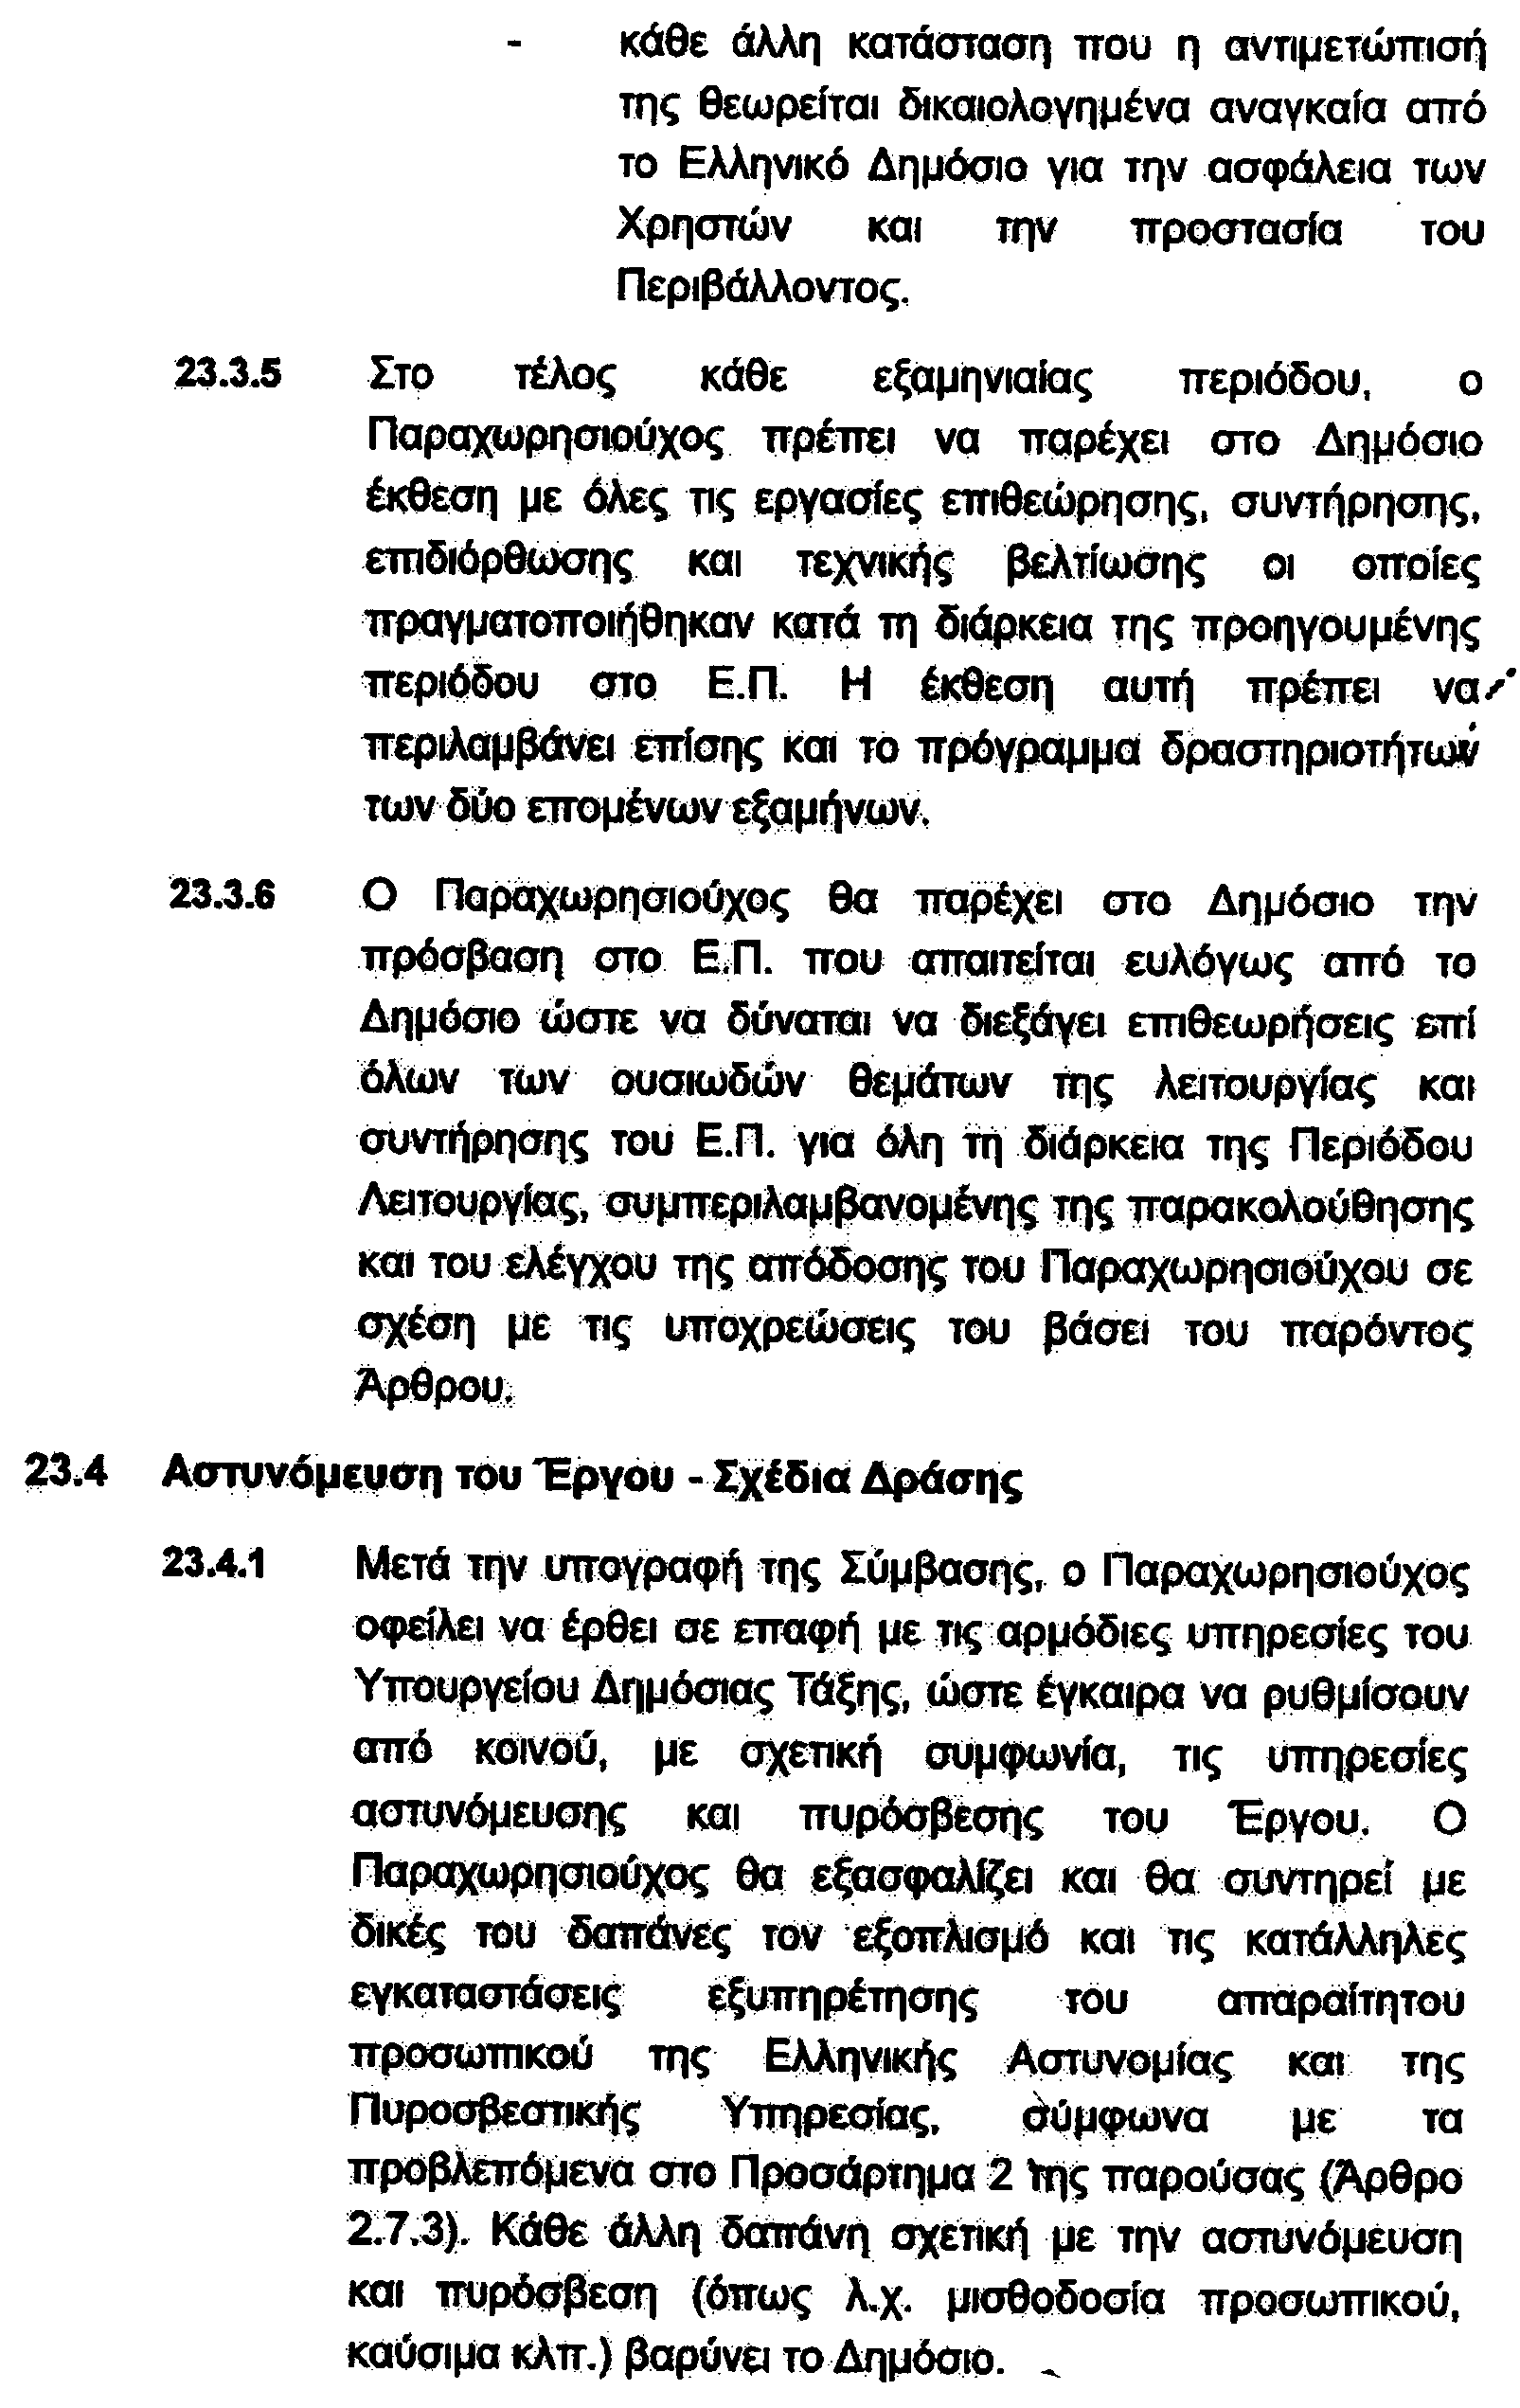 - κάθε άλλη κατάσταση που η αντιμετώπισή
της θεωρείται δικαιολογημένα αναγκαία από
το Ελληνικό Δημόσιο για την ασφάλεια των
Χρηστών και την προστασία του
Περιβάλλοντος.
23.3.5 Στο τέλος κάθε εξαμηνιαίας περιόδου, ο
Παραχωρησιούχος πρέπει να παρέχει στο Δημόσιο
έκθεση με όλες τις εργασίες επιθεώρησης, συντήρησης,
επιδιόρθωσης και τεχνικής βελτίωσης οι οποίες
πραγματοποιήθηκαν κατά τη διάρκεια της προηγουμένης
περιόδου στο Ε.Π. Η έκθεση αυτή πρέπει να
περιλαμβάνει επίσης και το πρόγραμμα δραστηριοτήτων
των δύο επομένων εξαμήνων.
23.3.6 Ο Παραχωρησιούχος θα παρέχει στο Δημόσιο την
πρόσβαση στο Ε.Π. που απαιτείται ευλόγως από το
Δημόσιο ώστε να δύναται να διεξάγει επιθεωρήσεις επί
όλων των ουσιωδών θεμάτων της λειτουργίας και
συντήρησης του Ε.Π. για όλη τη διάρκεια της Περιόδου
Λειτουργίας, συμπεριλαμβανομένης της παρακολούθησης
και του ελέγχου της απόδοσης του Παραχωρησιούχου σε
σχέση με τις υποχρεώσεις του βάσει του παρόντος
Άρθρου.
23.4 Αστυνόμευση του Έργου - Σχέδια Δράσης
23.4.1 Μετά την υπογραφή της Σύμβασης, ο Παραχωρησιούχος
οφείλει να έρθει σε επαφή με τις αρμόδιες υπηρεσίες του
Υπουργείου Δημόσιας Τάξης, ώστε έγκαιρα να ρυθμίσουν
από κοινού, με σχετική συμφωνία, τις υπηρεσίες
αστυνόμευσης και πυρόσβεσης του Έργου. Ο
Παραχωρησιούχος θα εξασφαλίζει και θα συντηρεί με
δικές του δαπάνες τον εξοπλισμό και τις κατάλληλες
εγκαταστάσεις εξυπηρέτησης του απαραίτητου
προσωπικού της Ελληνικής Αστυνομίας και της
Πυροσβεστικής Υπηρεσίας, σύμφωνα με τα
προβλεπόμενα στο Προσάρτημα 2 της παρούσας (Άρθρο
2.7.3). Κάθε άλλη δαπάνη σχετική με την αστυνόμευση
και πυρόσβεση (όπως λ.χ. μισθοδοσία προσωπικού,
καύσιμα κλπ.) βαρύνει το Δημόσιο.